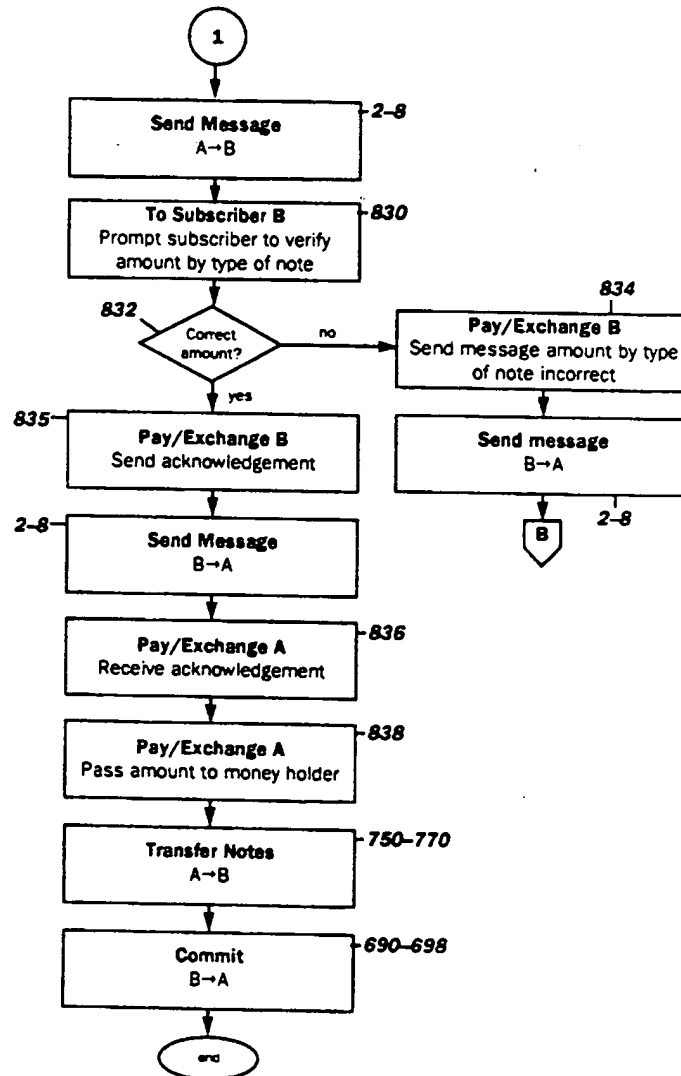 1
2-8
Send Message
A→B
830
To Subscriber B
Prompt subscriber to verify
amount by type of note
832
Correct
amount?
no
yes
834
Pay/Exchange B
Send message amount by type
of note incorrect
Send message
B→A
2-8
B
835
Pay/Exchange B
Send acknowledgement
2-8
Send Message
B→A
836
Pay/Exchange A
Receive acknowledgement
838
Pay/Exchange A
Pass amount to money holder
750-770
Transfer Notes
A→B
690-698
Commit
B→A
end